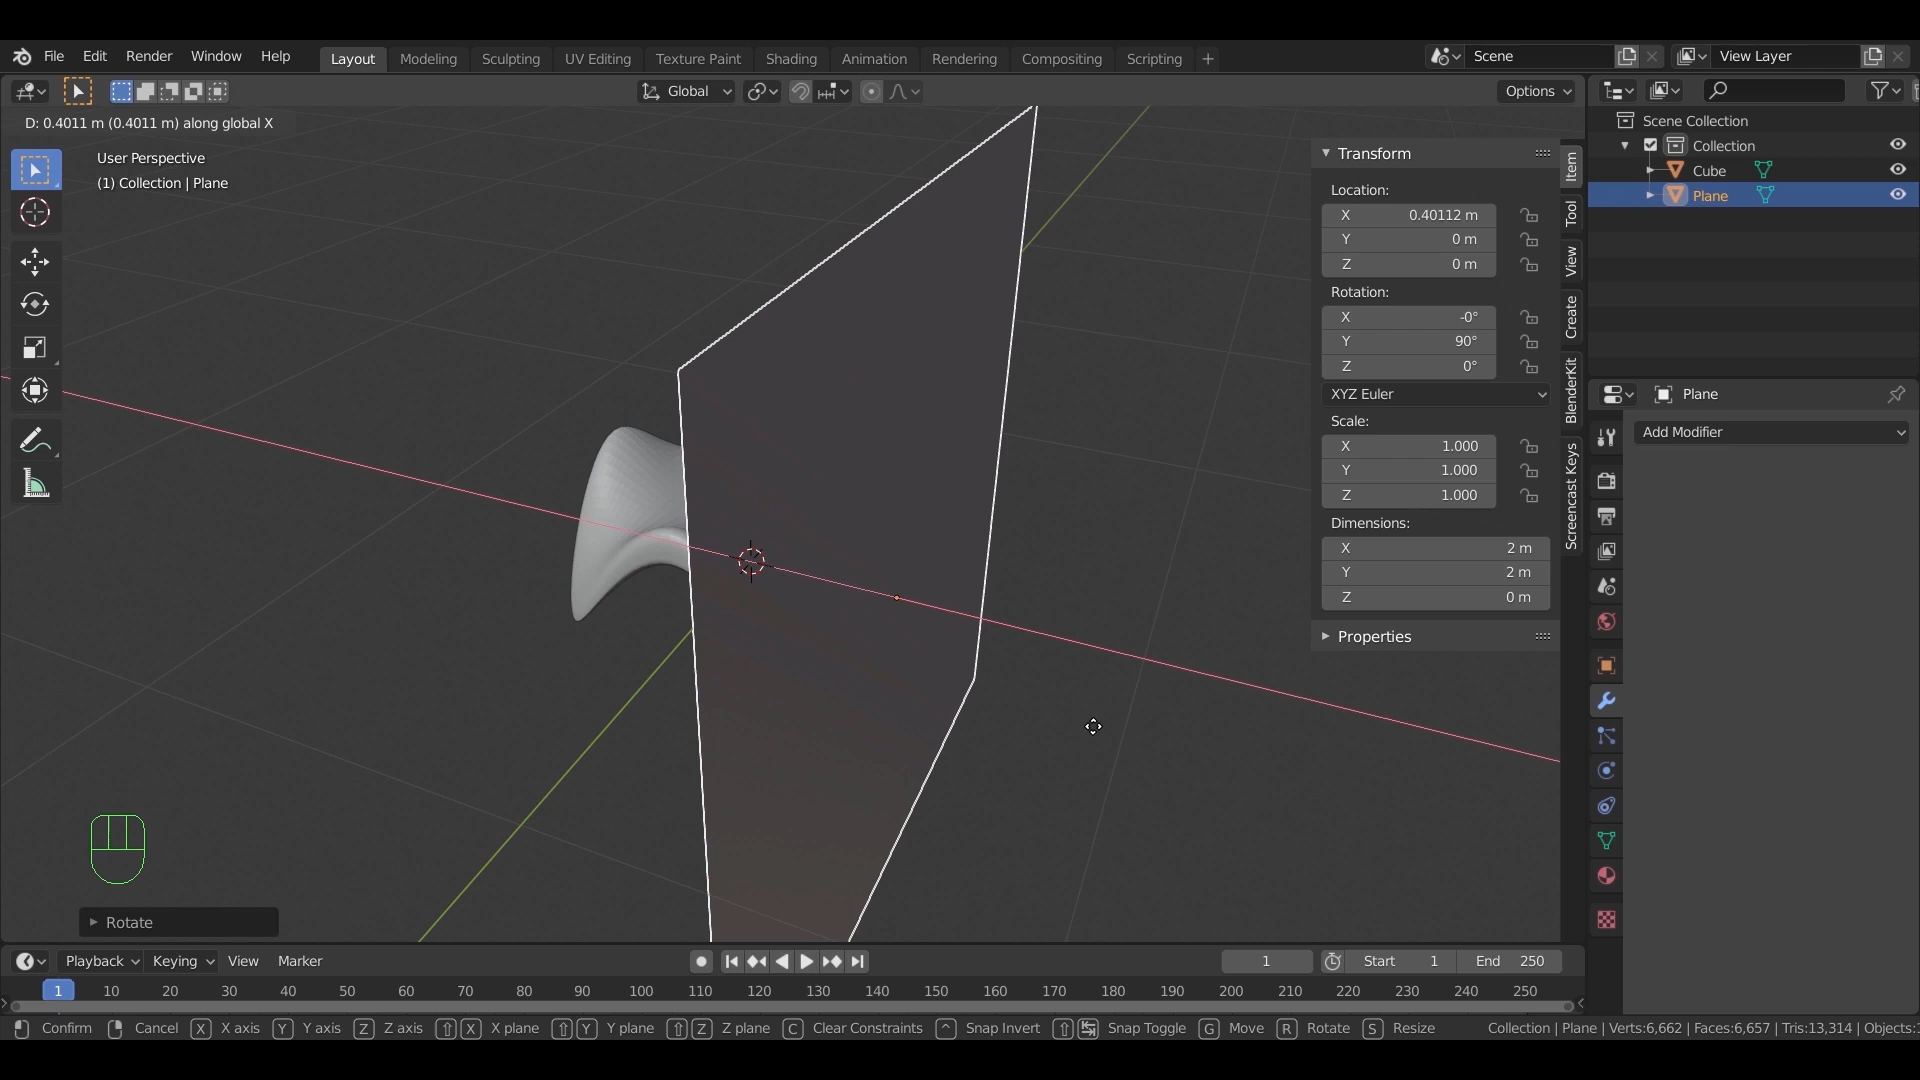 File Edit Render Window Help Layout Modeling Sculpting UV Editing Texture Paint Shading Animation Rendering Compositing Scripting + Scene View Layer
Global Options
D: 0.4011 m (0.4011 m) along global X
User Perspective
(1) Collection | Plane
Transform
Location:
X 0.40112 m
Y 0 m
Z 0 m
Rotation:
X -0°
Y 90°
Z 0°
XYZ Euler
Scale:
X 1.000
Y 1.000
Z 1.000
Dimensions:
X 2 m
Y 2 m
Z 0 m
Properties
Item
Tool
View
Create
BlenderKit
Screencast Keys
Scene Collection
Collection
Cube
Plane
Plane
Add Modifier
Rotate
Playback Keying View Marker 1 Start 1 End 250
1 10 20 30 40 50 60 70 80 90 100 110 120 130 140 150 160 170 180 190 200 210 220 230 240 250
Confirm Cancel X X axis Y Y axis Z Z axis X X plane Y Y plane Z Z plane C Clear Constraints ^ Snap Invert Snap Toggle G Move R Rotate S Resize Collection | Plane | Verts:6,662 | Faces:6,657 | Tris:13,314 | Objects: